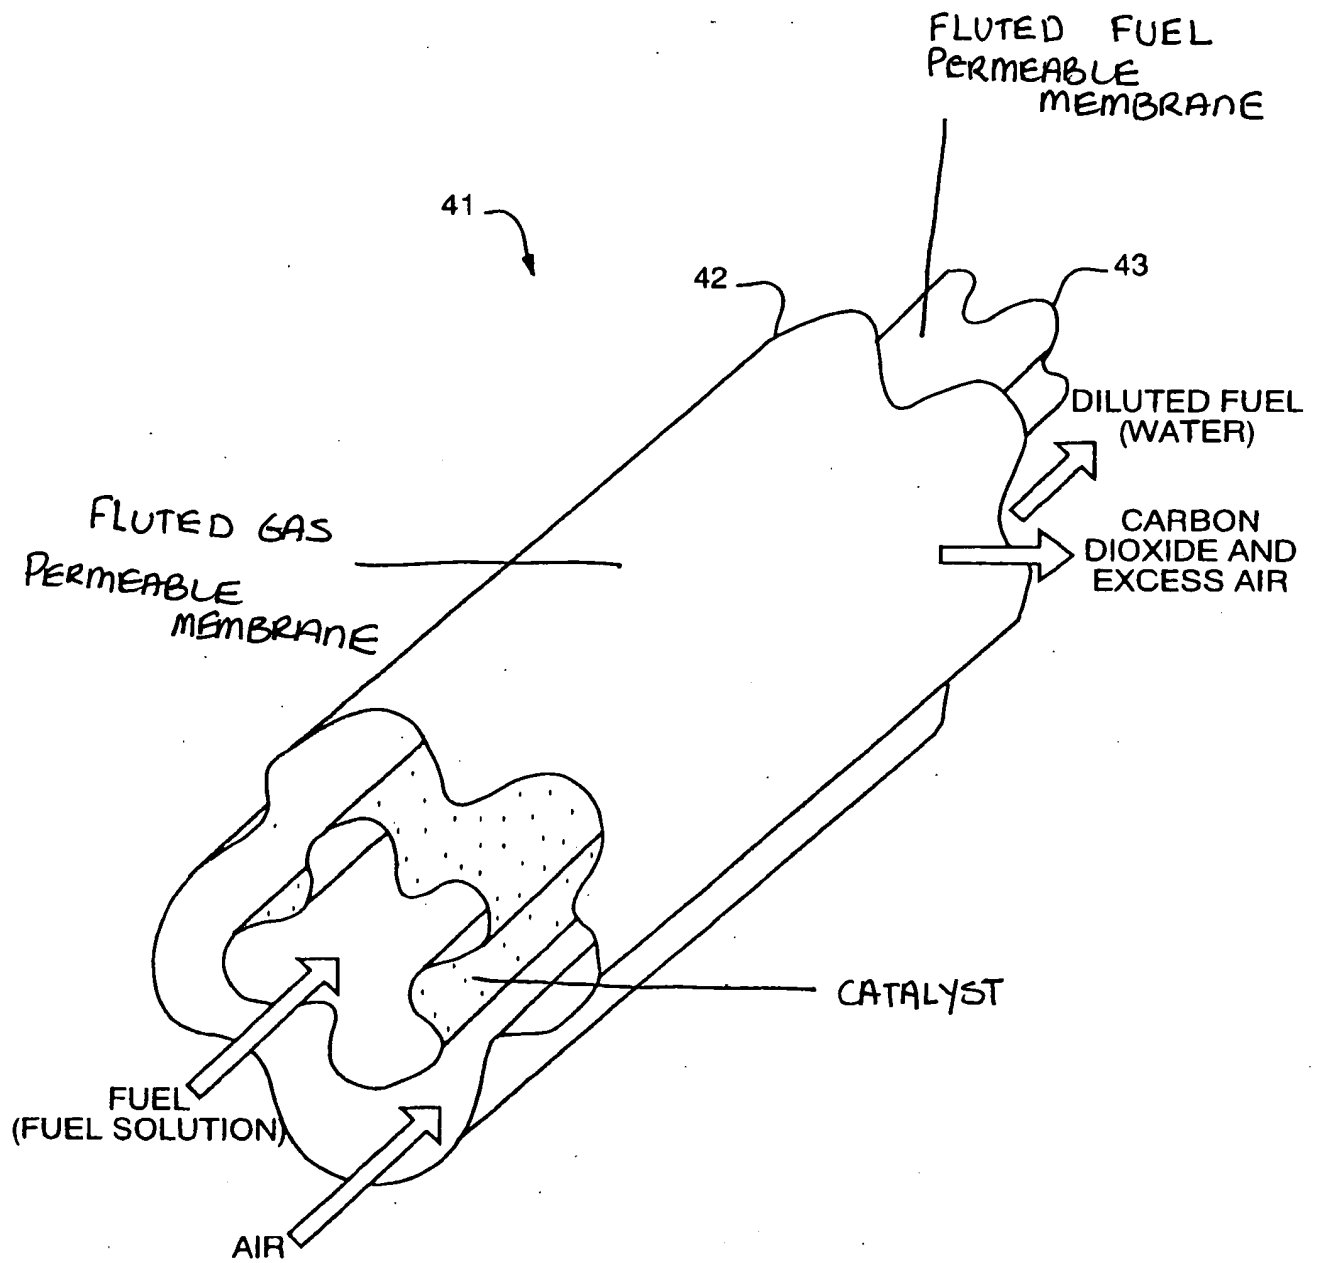 FLUTED FUEL
PERMEABLE
MEMBRANE
41
42
43
DILUTED FUEL
(WATER)
CARBON
DIOXIDE AND
EXCESS AIR
FLUTED GAS
PERMEABLE
MEMBRANE
CATALYST
FUEL
(FUEL SOLUTION)
AIR